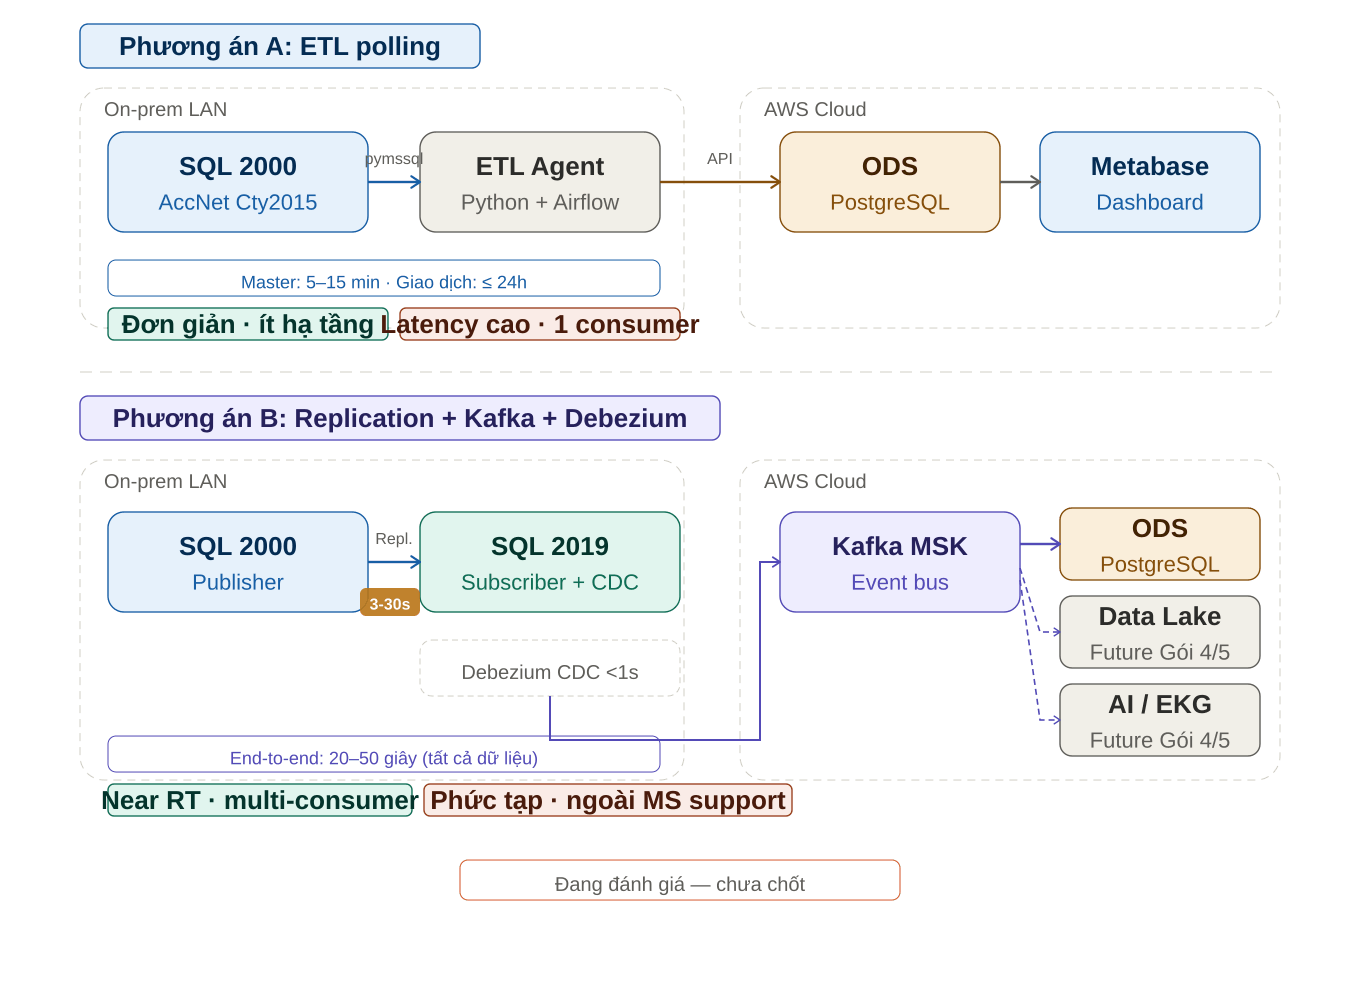 Phương án A: ETL polling
On-prem LAN
AWS Cloud
SQL 2000
AccNet Cty2015
pymssql
ETL Agent
Python + Airflow
API
ODS
PostgreSQL
Metabase
Dashboard
Master: 5–15 min · Giao dịch: ≤ 24h
Đơn giản · ít hạ tầng
Latency cao · 1 consumer
Phương án B: Replication + Kafka + Debezium
On-prem LAN
AWS Cloud
SQL 2000
Publisher
Repl.
3-30s
SQL 2019
Subscriber + CDC
Kafka MSK
Event bus
ODS
PostgreSQL
Data Lake
Future Gói 4/5
AI / EKG
Future Gói 4/5
Debezium CDC <1s
End-to-end: 20–50 giây (tất cả dữ liệu)
Near RT · multi-consumer
Phức tạp · ngoài MS support
Đang đánh giá — chưa chốt